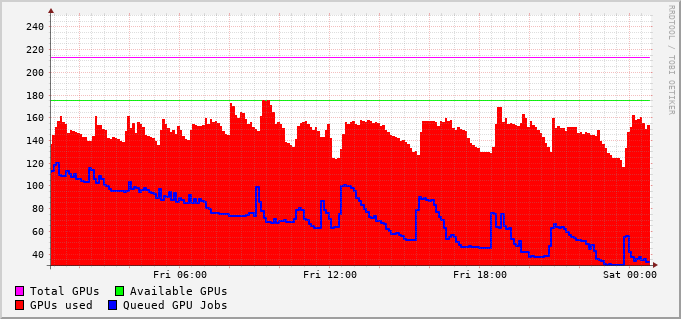 240
220
200
180
160
140
120
100
80
60
40
Fri 06:00 Fri 12:00 Fri 18:00 Sat 00:00
Total GPUs Available GPUs
GPUs used Queued GPU Jobs
RRDTOOL / TOBI OETIKER